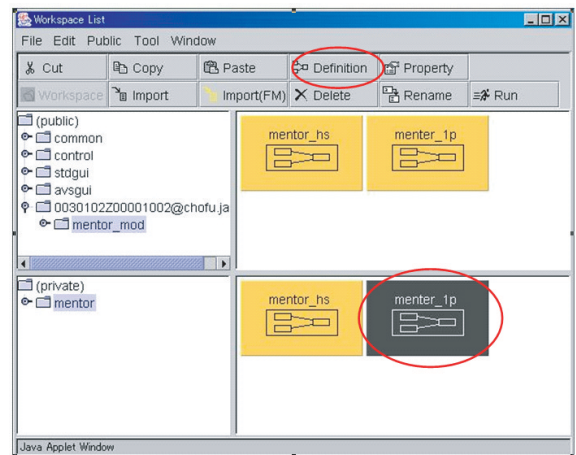 Workspace List
File Edit Public Tool Window
Cut Copy Paste Definition Property
Workspace Import Import(FM) Delete Rename Run
(public)
common
control
stdgui
avsgui
0030102Z00001002@chofu.ja
mentor_mod
mentor_hs menter_1p
(private)
mentor
mentor_hs menter_1p
Java Applet Window